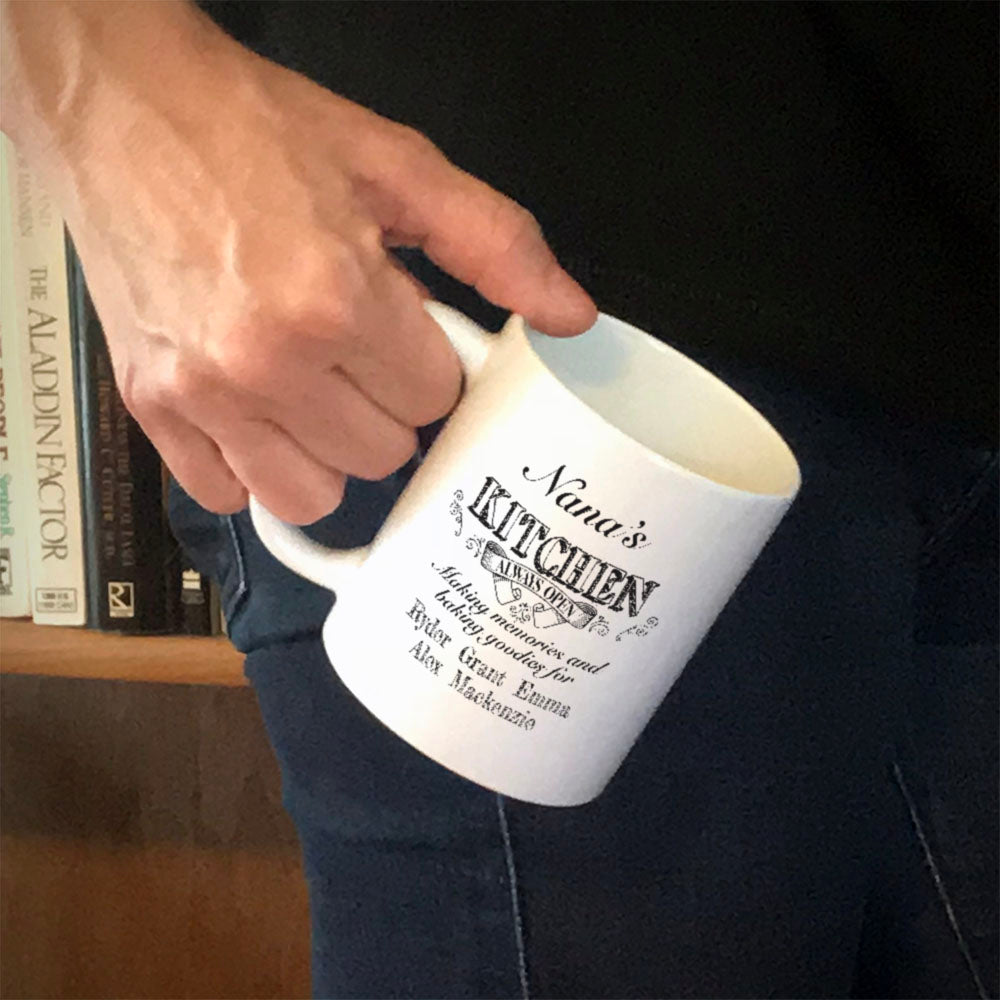 Nana's
KITCHEN
ALWAYS OPEN
Making memories and
baking goodies for
Ryder Grant Emma
Alex Mackenzie
THE ALADDIN FACTOR